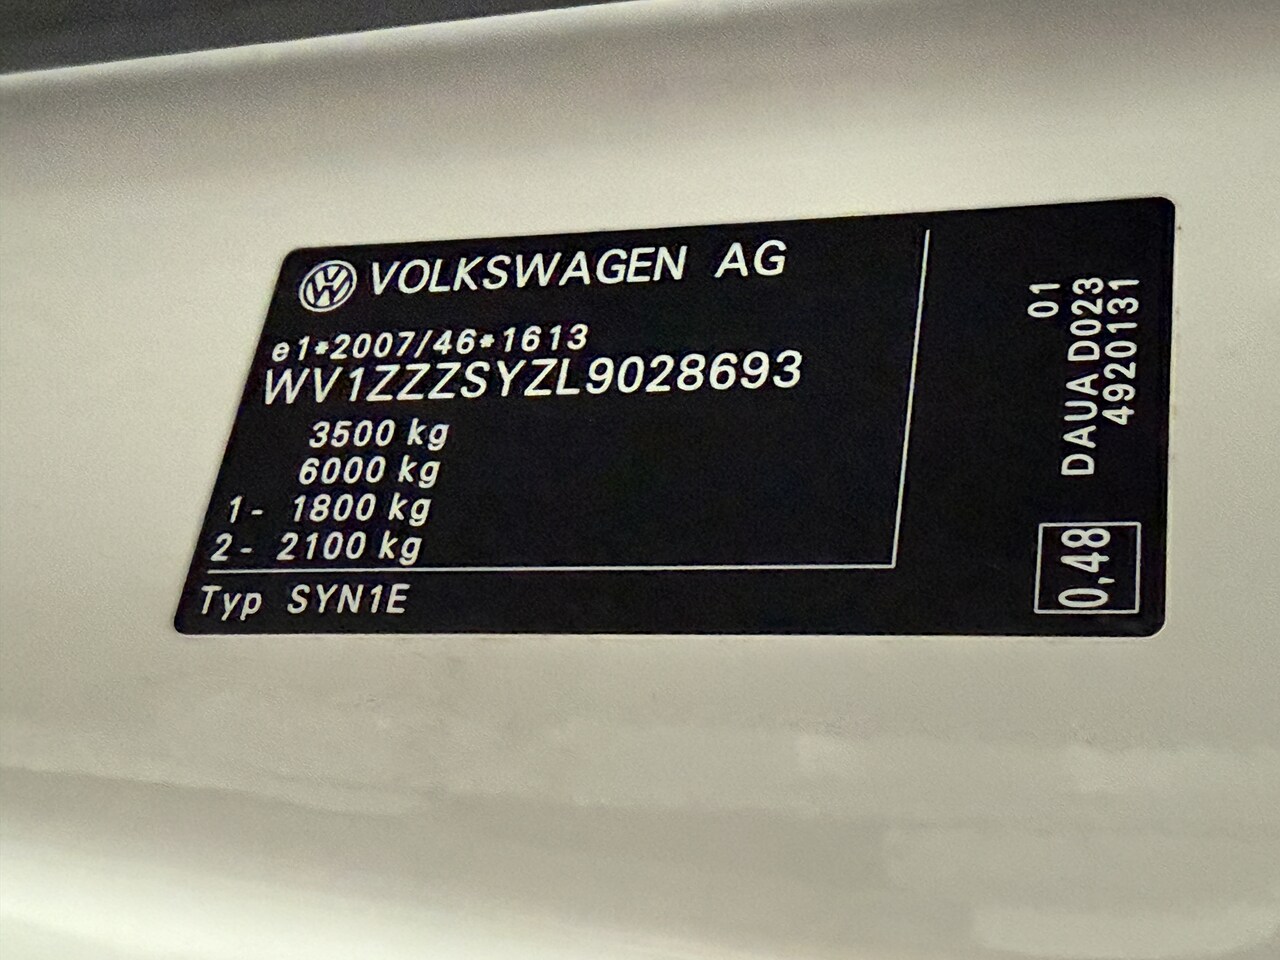 VOLKSWAGEN AG
e1*2007/46*1613
WV1ZZZSYZL9028693
3500 kg
6000 kg
1- 1800 kg
2- 2100 kg
Typ SYN1E
01
DAUA D023
4920131
0,48